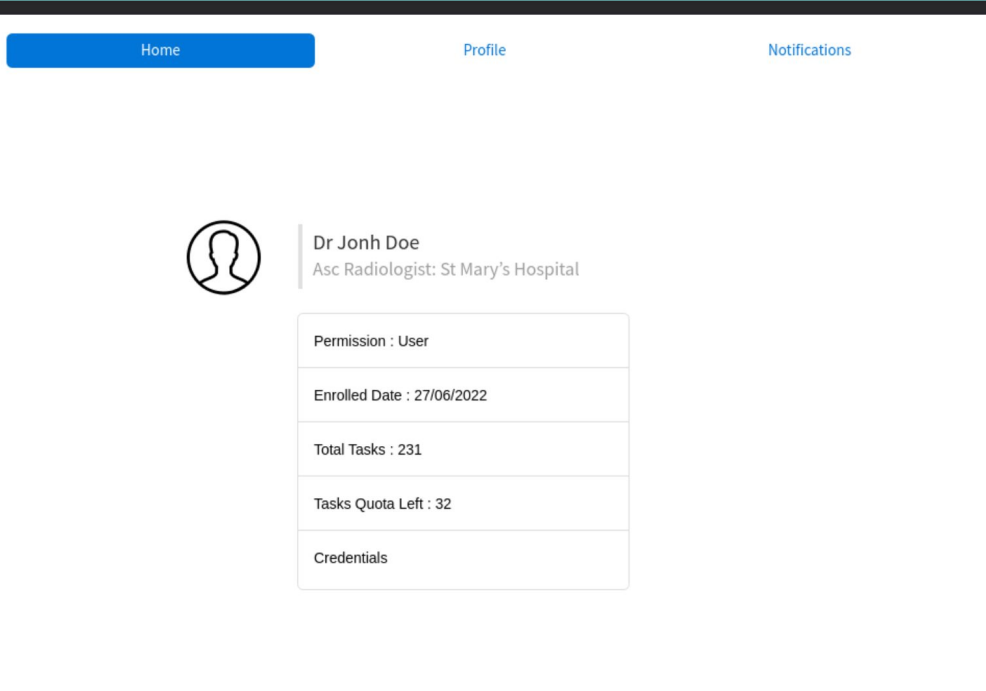 Home Profile Notifications
Dr Jonh Doe
Asc Radiologist: St Mary’s Hospital
Permission : User
Enrolled Date : 27/06/2022
Total Tasks : 231
Tasks Quota Left : 32
Credentials